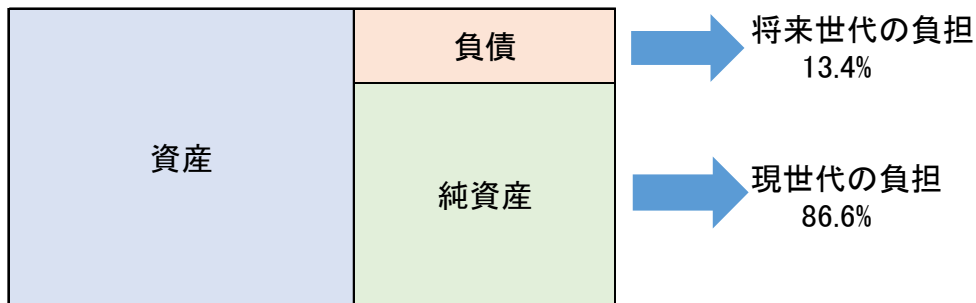 資産
負債
純資産
将来世代の負担
13.4%
現世代の負担
86.6%